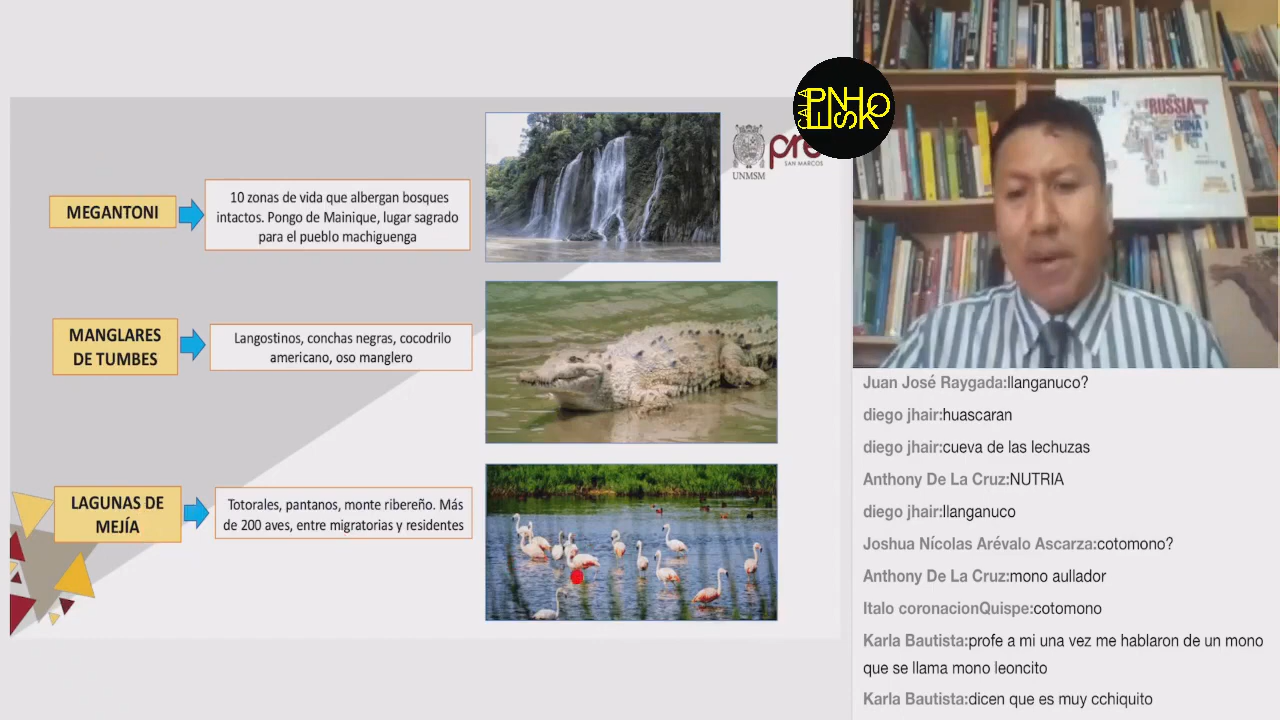 MEGANTONI
10 zonas de vida que albergan bosques
intactos. Pongo de Mainique, lugar sagrado
para el pueblo machiguenga
UNMSM
SAN MARCOS
MANGLARES
DE TUMBES
Langostinos, conchas negras, cocodrilo
americano, oso manglero
LAGUNAS DE
MEJÍA
Totorales, pantanos, monte ribereño. Más
de 200 aves, entre migratorias y residentes
RUSSIA
CHINA
Juan José Raygada:llanganuco?
diego jhair:huascaran
diego jhair:cueva de las lechuzas
Anthony De La Cruz:NUTRIA
diego jhair:llanganuco
Joshua Nícolas Arévalo Ascarza:cotomono?
Anthony De La Cruz:mono aullador
Italo coronacionQuispe:cotomono
Karla Bautista:profe a mi una vez me hablaron de un mono
que se llama mono leoncito
Karla Bautista:dicen que es muy cchiquito